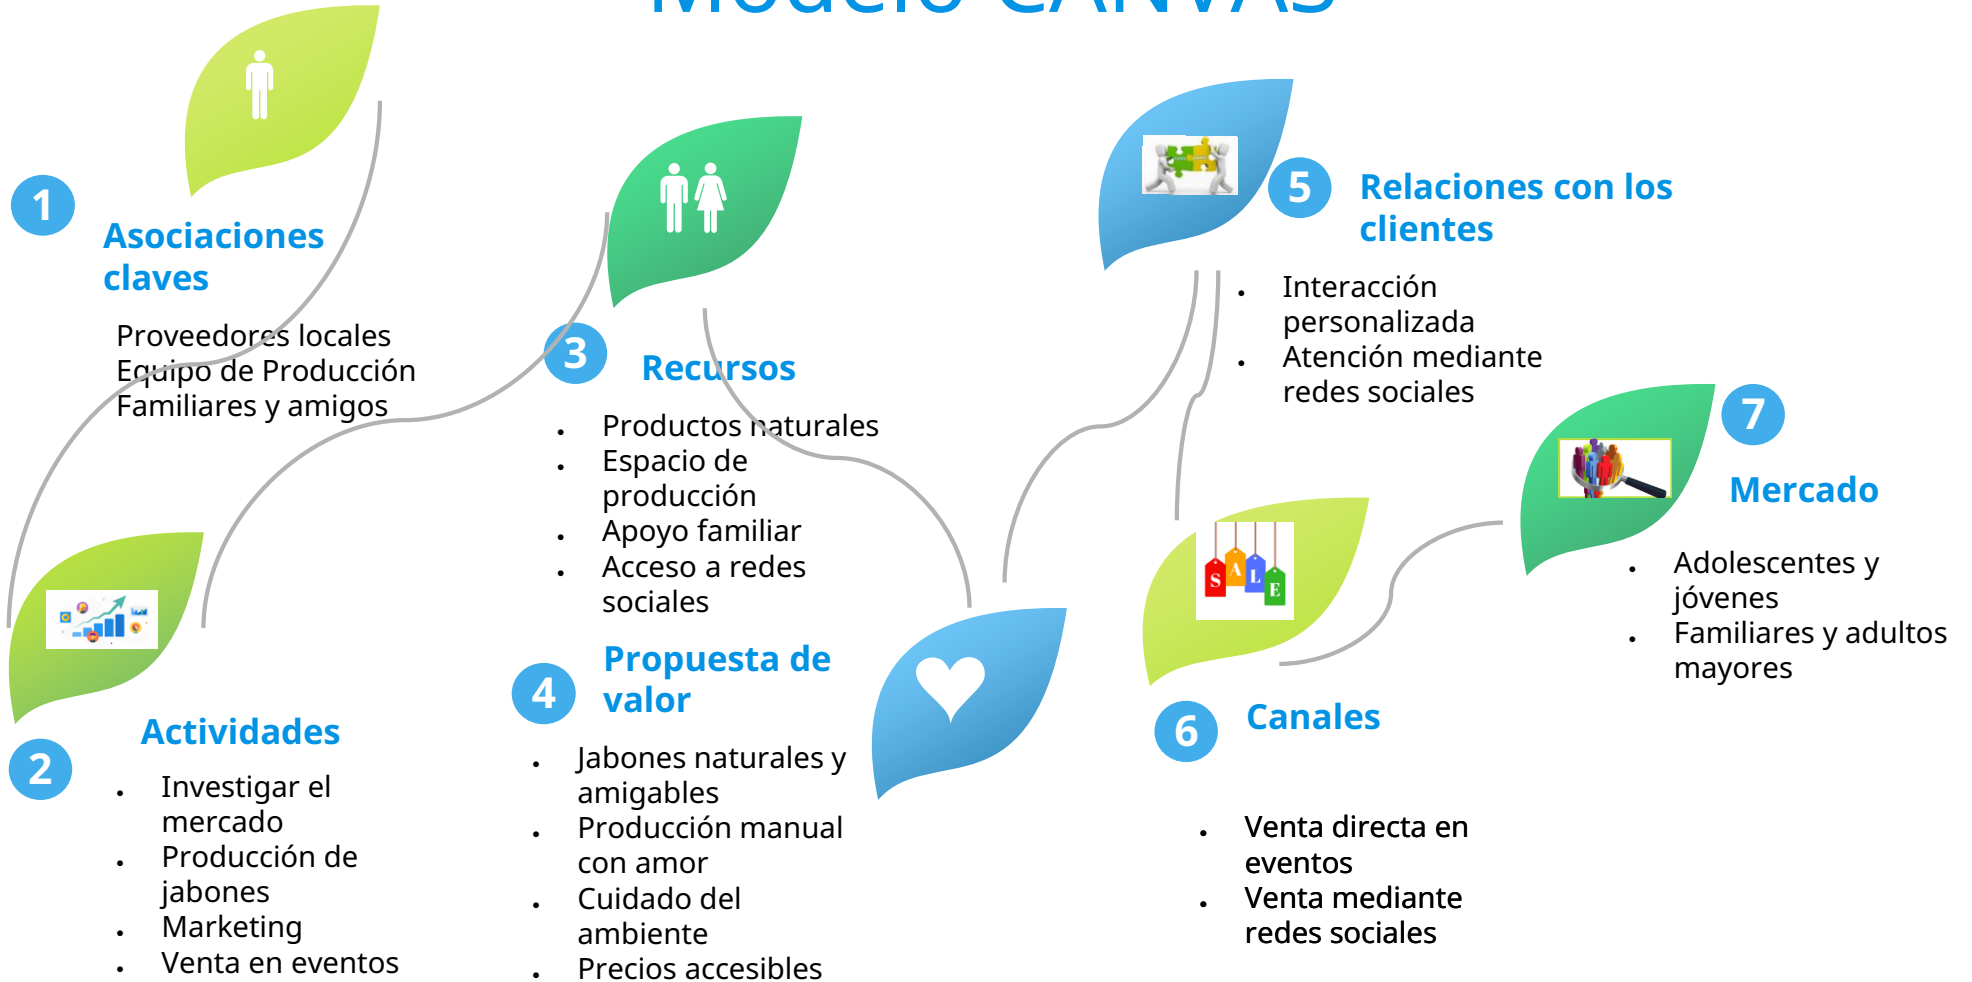 Modelo CANVAS
1
Asociaciones
claves
Proveedores locales
Equipo de Producción
Familiares y amigos
2
Actividades
• Investigar el
mercado
• Producción de
jabones
• Marketing
• Venta en eventos
3
Recursos
• Productos naturales
• Espacio de
producción
• Apoyo familiar
• Acceso a redes
sociales
4
Propuesta de
valor
• Jabones naturales y
amigables
• Producción manual
con amor
• Cuidado del
ambiente
• Precios accesibles
5
Relaciones con los
clientes
• Interacción
personalizada
• Atención mediante
redes sociales
SALE
6
Canales
• Venta directa en
eventos
• Venta mediante
redes sociales
7
Mercado
• Adolescentes y
jóvenes
• Familiares y adultos
mayores